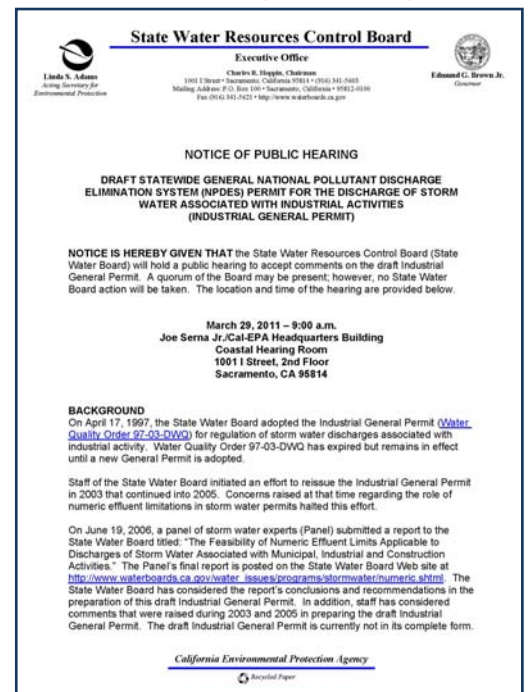 State Water Resources Control Board
Executive Office
Linda S. Adams
Acting Secretary for
Environmental Protection
Charles R. Hoppin, Chairman
1001 I Street • Sacramento, California 95814 • (916) 341-5603
Mailing Address: P.O. Box 100 • Sacramento, California • 95812-0100
Fax (916) 341-5621 • http://www.waterboards.ca.gov
Edmund G. Brown Jr.
Governor
NOTICE OF PUBLIC HEARING
DRAFT STATEWIDE GENERAL NATIONAL POLLUTANT DISCHARGE
ELIMINATION SYSTEM (NPDES) PERMIT FOR THE DISCHARGE OF STORM
WATER ASSOCIATED WITH INDUSTRIAL ACTIVITIES
(INDUSTRIAL GENERAL PERMIT)
NOTICE IS HEREBY GIVEN THAT the State Water Resources Control Board (State
Water Board) will hold a public hearing to accept comments on the draft Industrial
General Permit. A quorum of the Board may be present; however, no State Water
Board action will be taken. The location and time of the hearing are provided below.
March 29, 2011 – 9:00 a.m.
Joe Serna Jr./Cal-EPA Headquarters Building
Coastal Hearing Room
1001 I Street, 2nd Floor
Sacramento, CA 95814
BACKGROUND
On April 17, 1997, the State Water Board adopted the Industrial General Permit (Water
Quality Order 97-03-DWQ) for regulation of storm water discharges associated with
industrial activity. Water Quality Order 97-03-DWQ has expired but remains in effect
until a new General Permit is adopted.
Staff of the State Water Board initiated an effort to reissue the Industrial General Permit
in 2003 that continued into 2005. Concerns raised at that time regarding the role of
numeric effluent limitations in storm water permits halted this effort.
On June 19, 2006, a panel of storm water experts (Panel) submitted a report to the
State Water Board titled: “The Feasibility of Numeric Effluent Limits Applicable to
Discharges of Storm Water Associated with Municipal, Industrial and Construction
Activities.” The Panel's final report is posted on the State Water Board Web site at
http://www.waterboards.ca.gov/water_issues/programs/stormwater/numeric.shtml. The
State Water Board has considered the report's conclusions and recommendations in the
preparation of this draft Industrial General Permit. In addition, staff has considered
comments that were raised during 2003 and 2005 in preparing the draft Industrial
General Permit. The draft Industrial General Permit is currently not in its complete form.
California Environmental Protection Agency
Recycled Paper